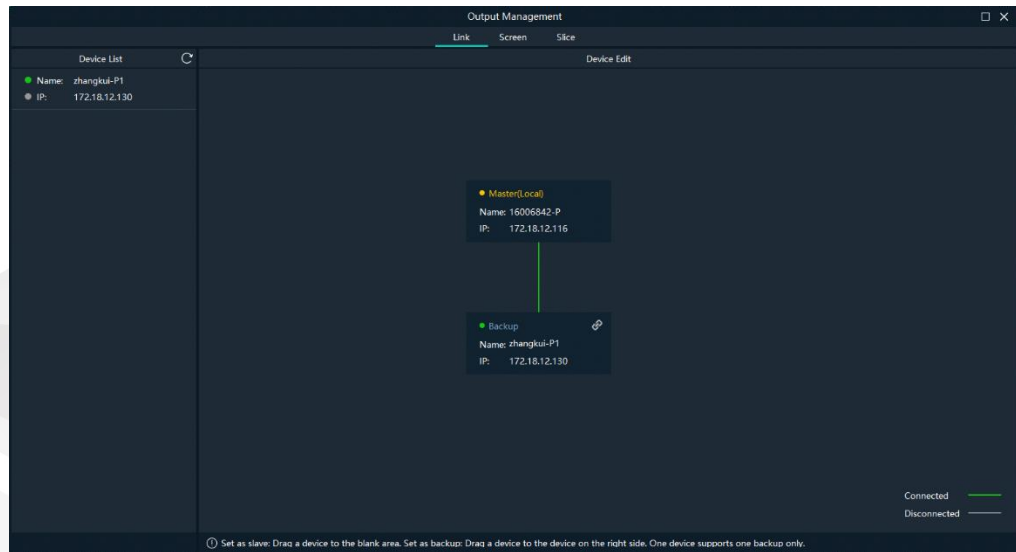 Output Management
Link Screen Slice
Device List
Device Edit
Name: zhangkui-P1
IP: 172.18.12.130
Master(Local)
Name: 16006842-P
IP: 172.18.12.116
Backup
Name: zhangkui-P1
IP: 172.18.12.130
Connected
Disconnected
Set as slave: Drag a device to the blank area. Set as backup: Drag a device to the device on the right side. One device supports one backup only.